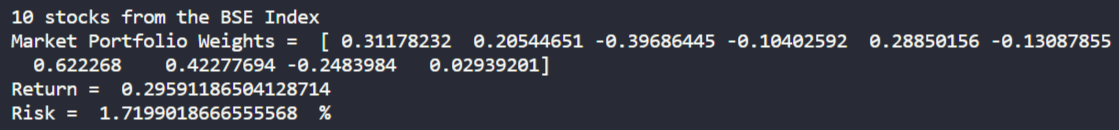 10 stocks from the BSE Index
Market Portfolio Weights =  [ 0.31178232  0.20544651 -0.39686445 -0.10402592  0.28850156 -0.13087855
  0.622268    0.42277694 -0.2483984   0.02939201]
Return =  0.29591186504128714
Risk =  1.7199018666555568  %